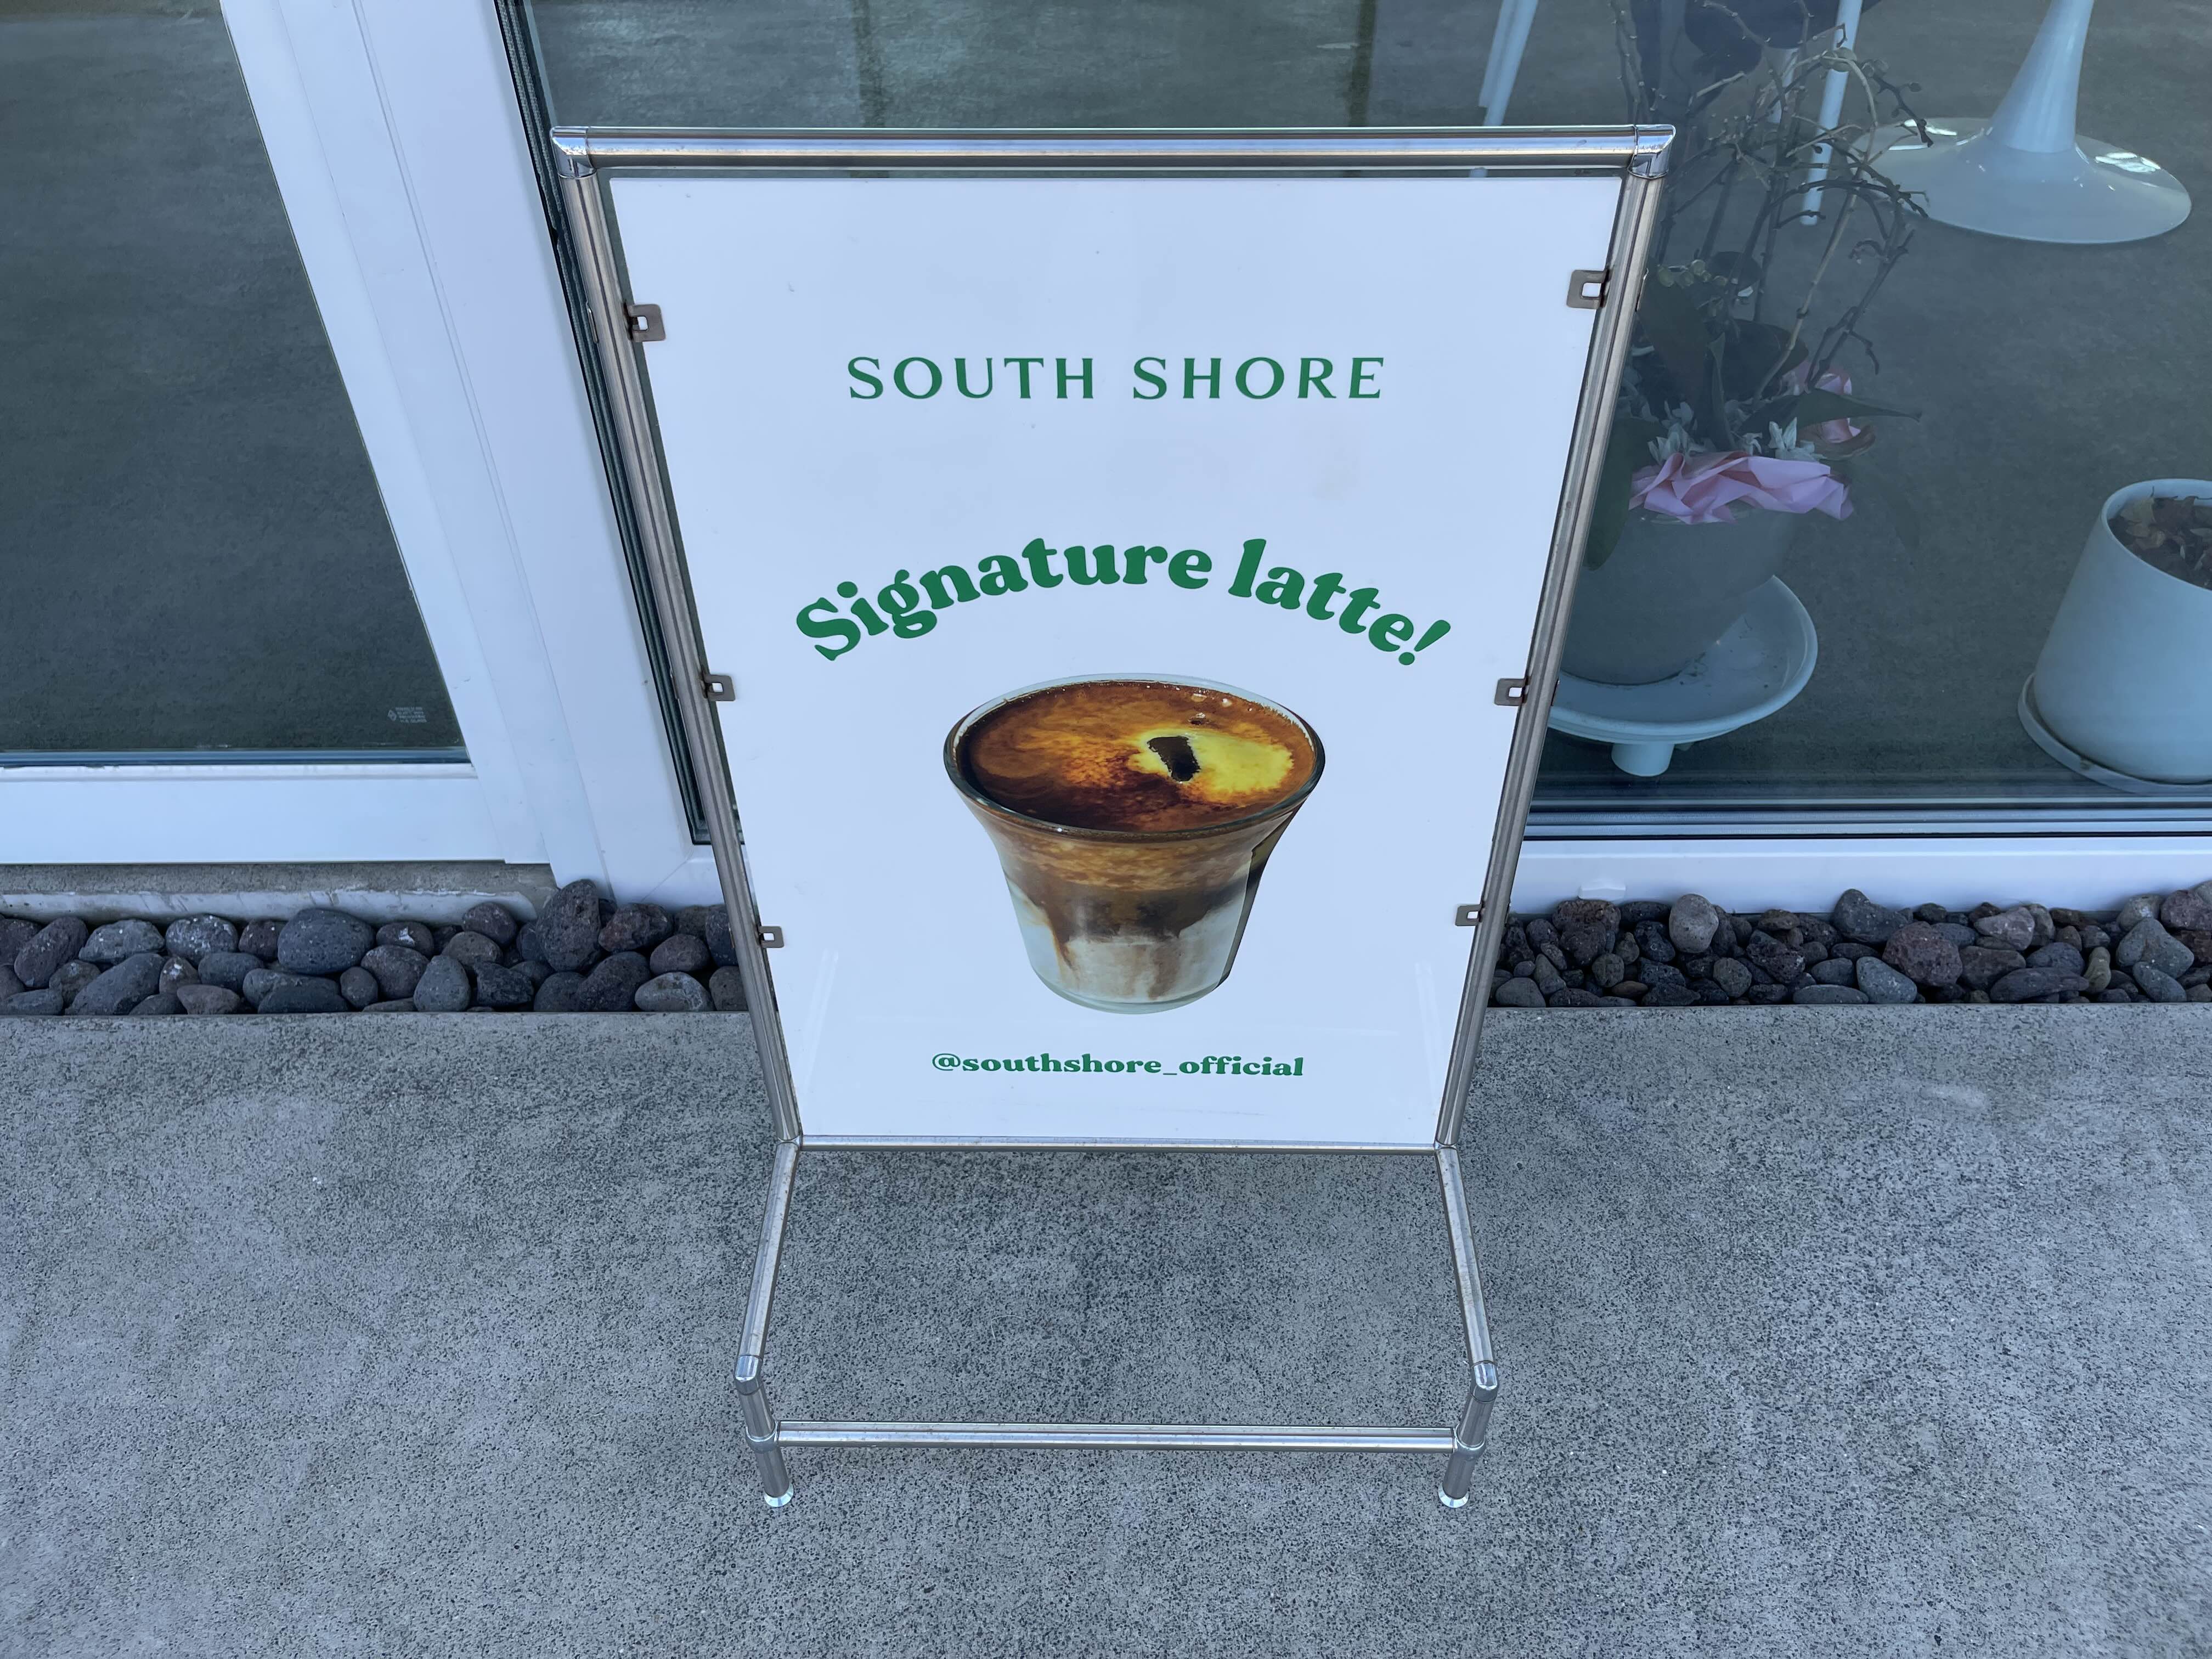 SOUTH SHORE
Signature latte!
@southshore_official